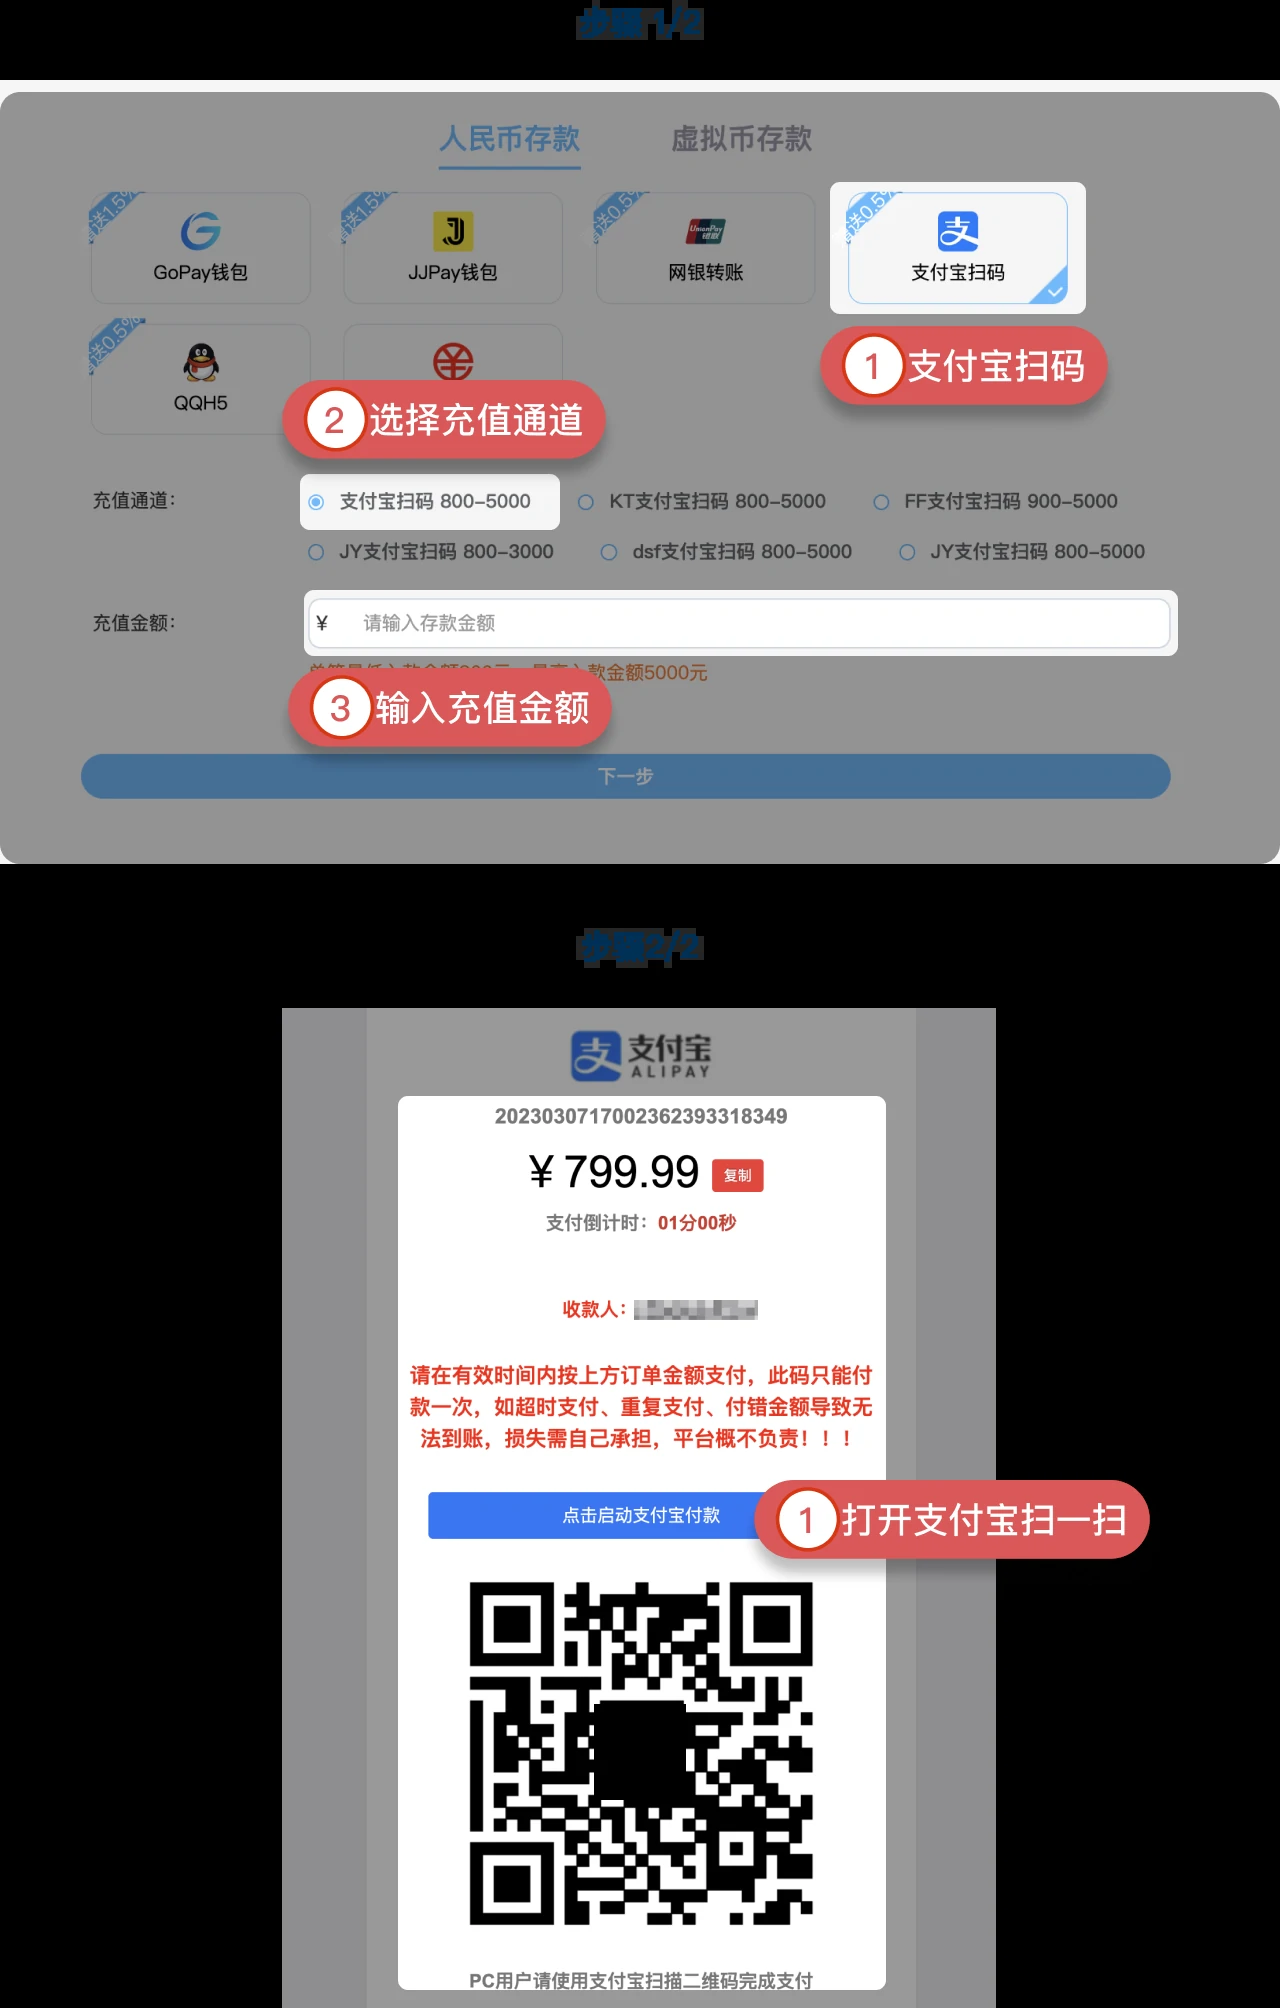 步骤 1/2
人民币存款
虚拟币存款
送1.5%
GoPay钱包
送1.5%
JJPay钱包
送0.5%
UnionPay
银联
网银转账
送0.5%
支
支付宝扫码
送0.5%
QQH5
1 支付宝扫码
2 选择充值通道
充值通道:
支付宝扫码 800-5000
KT支付宝扫码 800-5000
FF支付宝扫码 900-5000
JY支付宝扫码 800-3000
dsf支付宝扫码 800-5000
JY支付宝扫码 800-5000
充值金额:
¥ 请输入存款金额
款金额5000元
3 输入充值金额
下一步
步骤2/2
支 支付宝
ALIPAY
2023030717002362393318349
¥ 799.99 复制
支付倒计时: 01分00秒
收款人:
请在有效时间内按上方订单金额支付，此码只能付
款一次，如超时支付、重复支付、付错金额导致无
法到账，损失需自己承担，平台概不负责！！！
点击启动支付宝付款
1 打开支付宝扫一扫
PC用户请使用支付宝扫描二维码完成支付